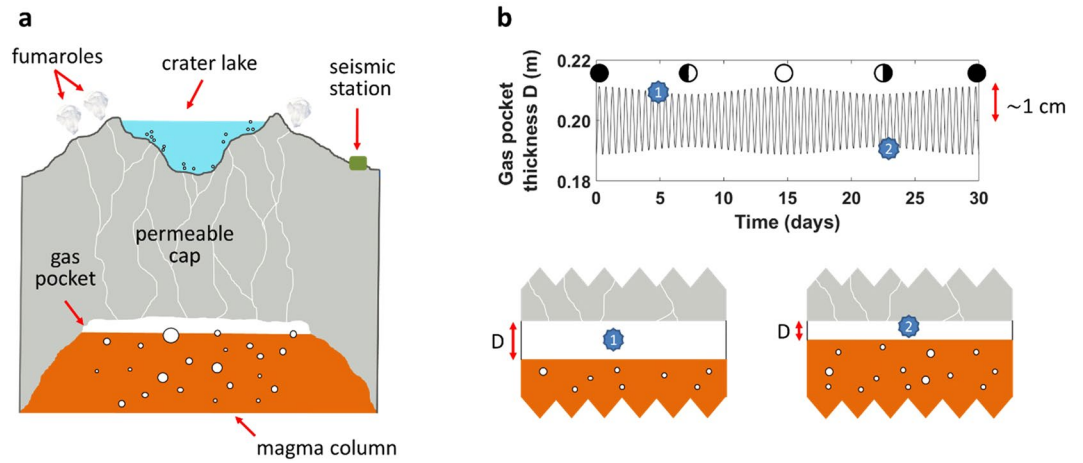 a
fumaroles
crater lake
seismic
station
permeable
cap
gas
pocket
magma column
b
Gas pocket
thickness D (m)
0.22
0.20
0.18
1
2
~1 cm
0
5
10
15
20
25
30
Time (days)
D
1
D
2